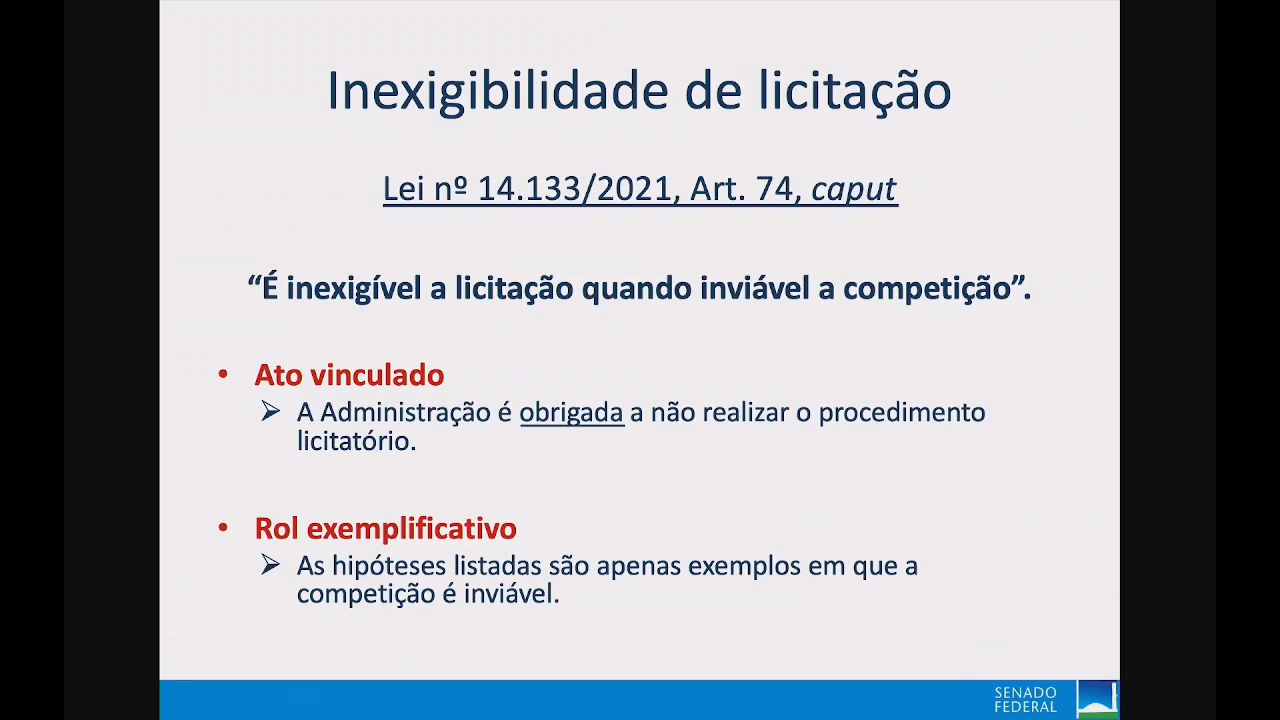 Inexigibilidade de licitação
Lei nº 14.133/2021, Art. 74, caput
“É inexigível a licitação quando inviável a competição”.
• Ato vinculado
➢ A Administração é obrigada a não realizar o procedimento
licitatório.
• Rol exemplificativo
➢ As hipóteses listadas são apenas exemplos em que a
competição é inviável.
SENADO
FEDERAL